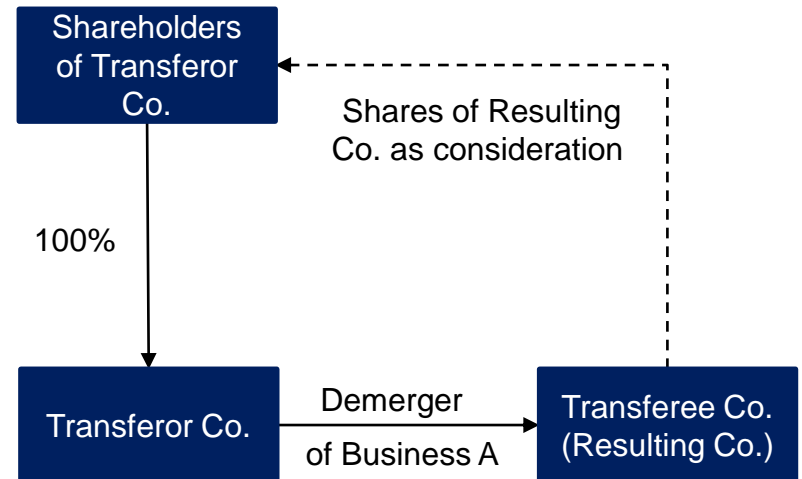 Shareholders
of Transferor
Co.
Shares of Resulting
Co. as consideration
100%
Transferor Co.
Demerger
of Business A
Transferee Co.
(Resulting Co.)